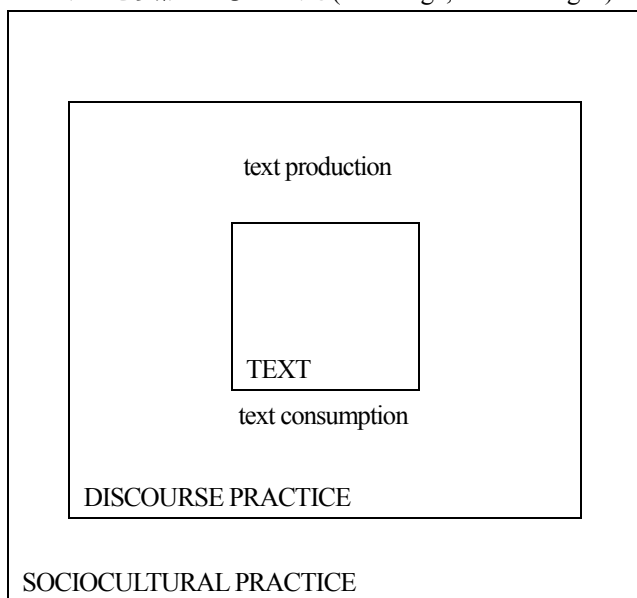 text production
TEXT
text consumption
DISCOURSE PRACTICE
SOCIOCULTURAL PRACTICE